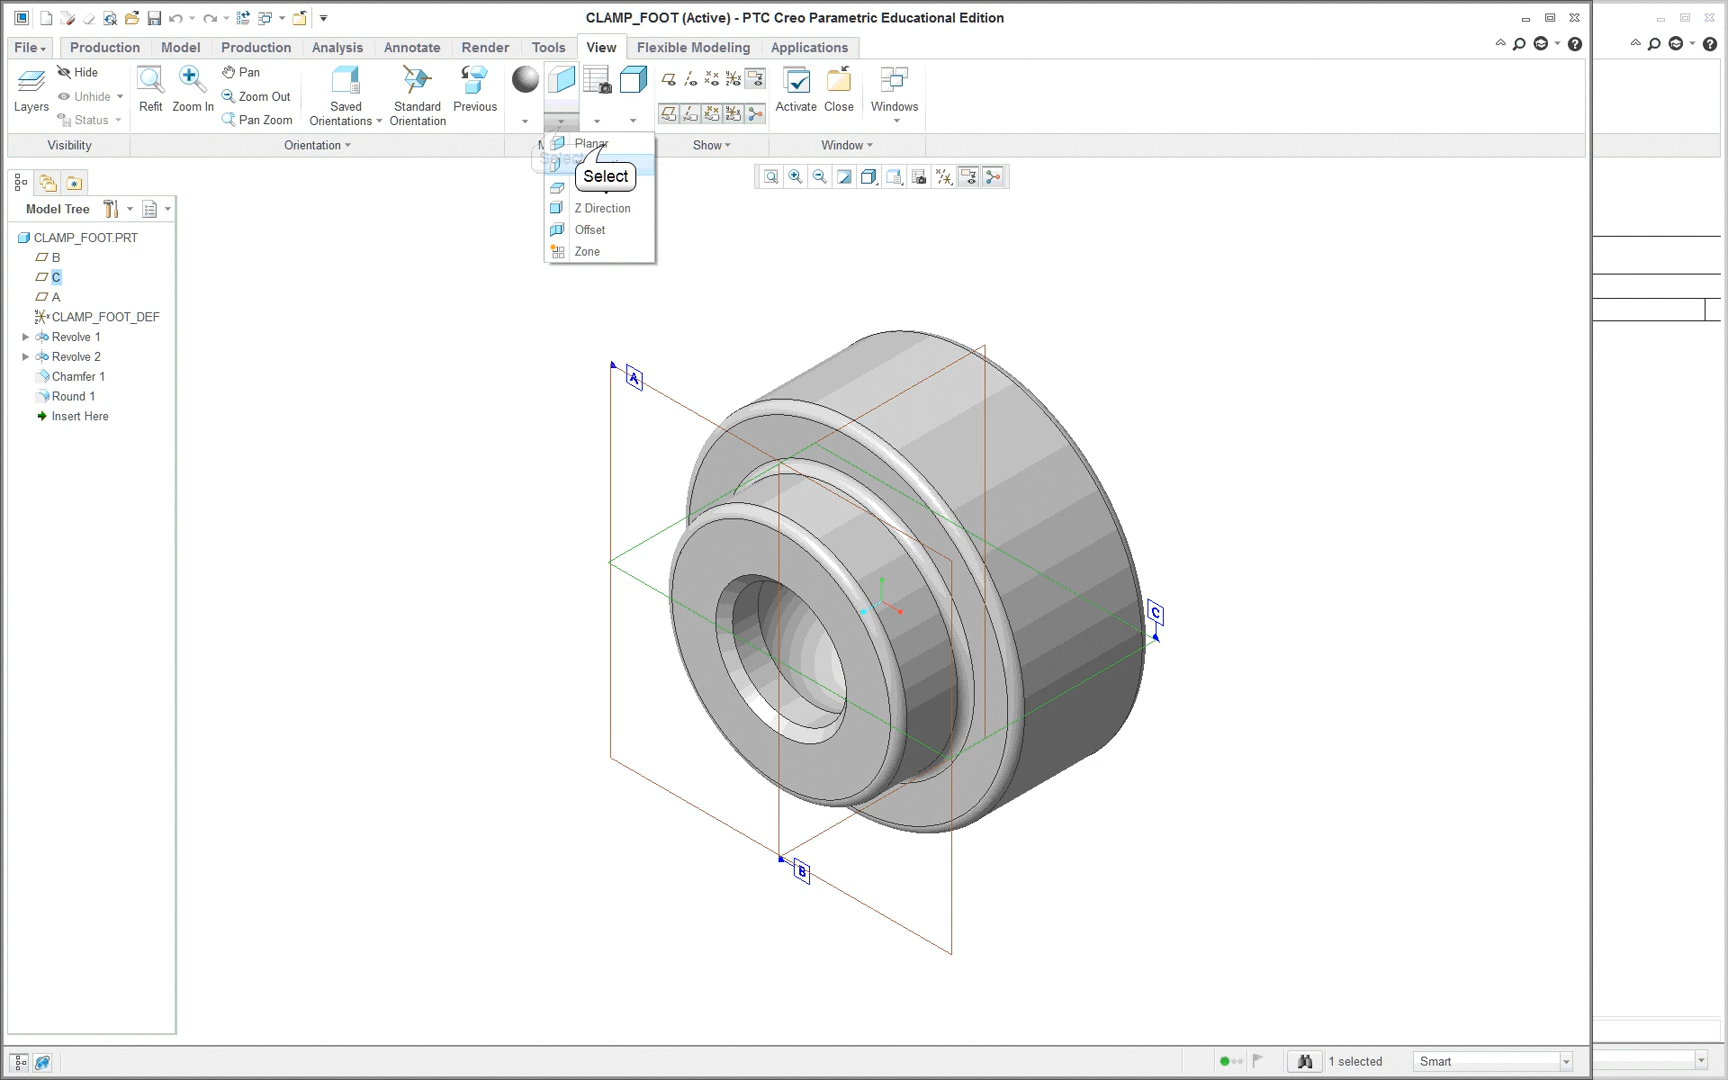 CLAMP_FOOT (Active) - PTC Creo Parametric Educational Edition
File
Production
Model
Production
Analysis
Annotate
Render
Tools
View
Flexible Modeling
Applications
Layers
Hide
Unhide
Status
Visibility
Refit
Zoom In
Pan
Zoom Out
Pan Zoom
Saved
Orientations
Standard
Orientation
Previous
Orientation
Show
Activate
Close
Windows
Window
Planar
Select
Select
Z Direction
Offset
Zone
Model Tree
CLAMP_FOOT.PRT
B
C
A
CLAMP_FOOT_DEF
Revolve 1
Revolve 2
Chamfer 1
Round 1
Insert Here
A
C
B
1 selected
Smart